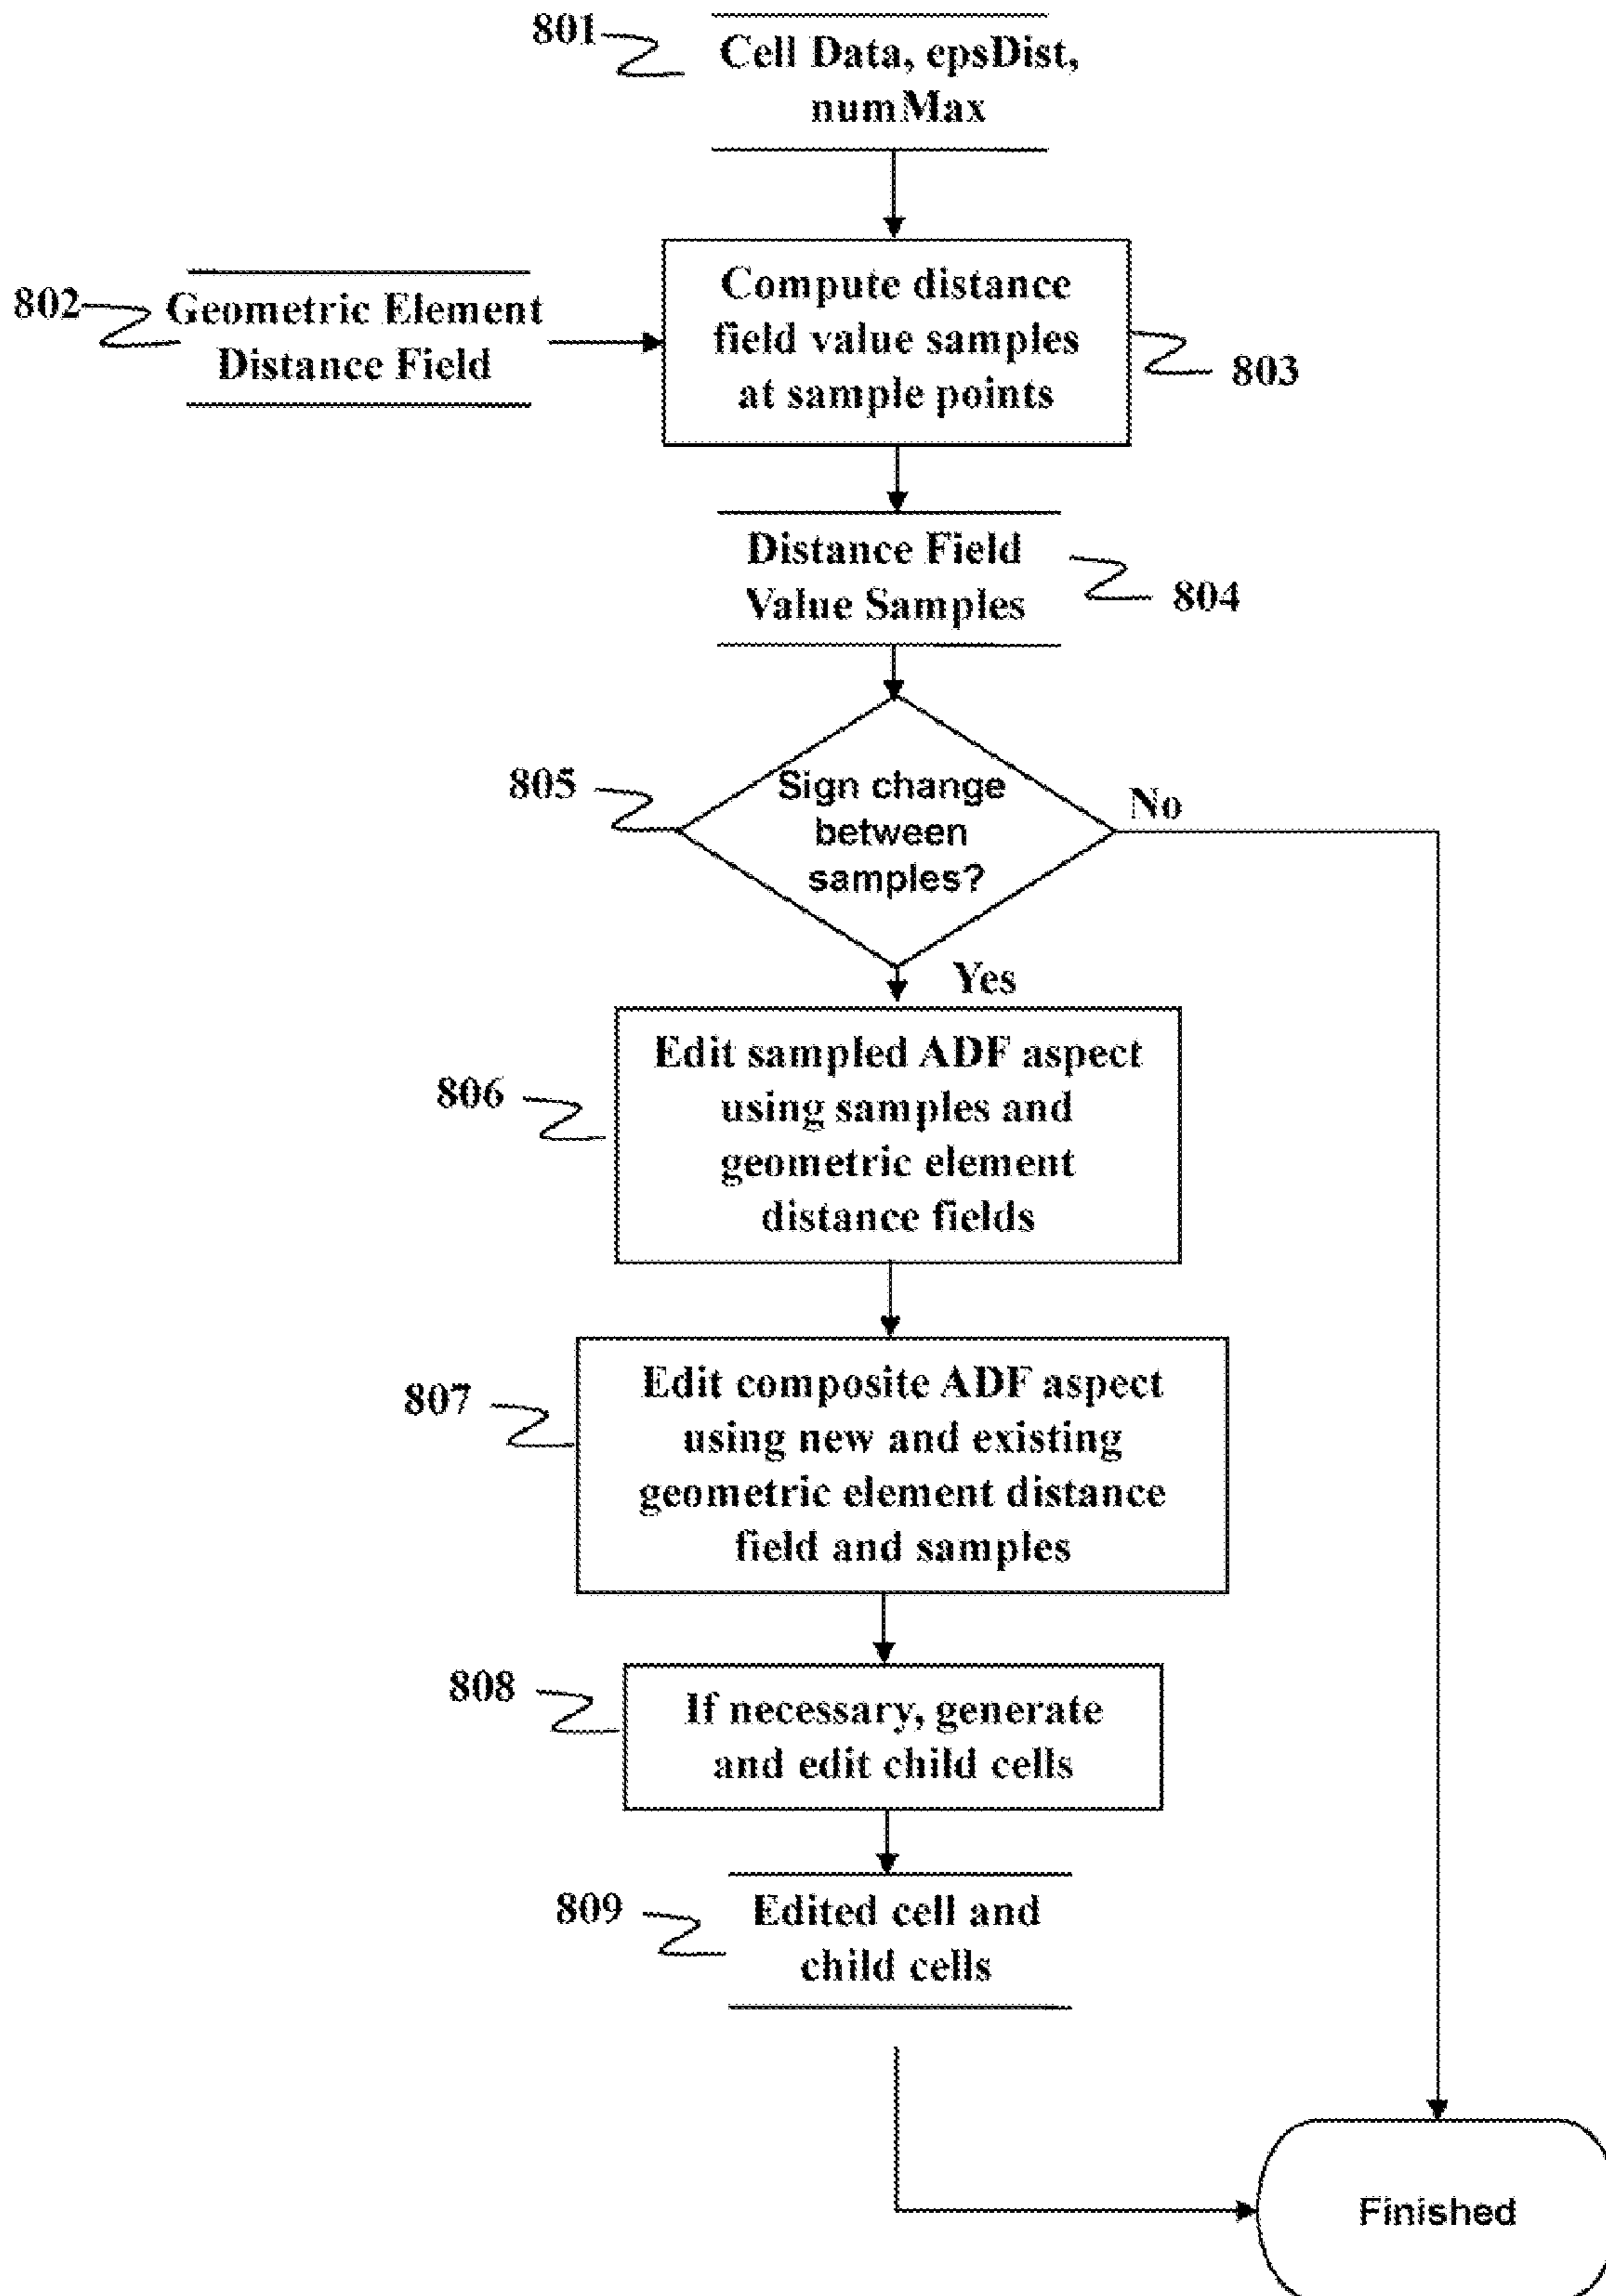 801
Cell Data, epsDist,
numMax
802
Geometric Element
Distance Field
Compute distance
field value samples
at sample points
803
Distance Field
Value Samples
804
805
Sign change
between
samples?
No
Yes
806
Edit sampled ADF aspect
using samples and
geometric element
distance fields
807
Edit composite ADF aspect
using new and existing
geometric element distance
field and samples
808
If necessary, generate
and edit child cells
809
Edited cell and
child cells
Finished